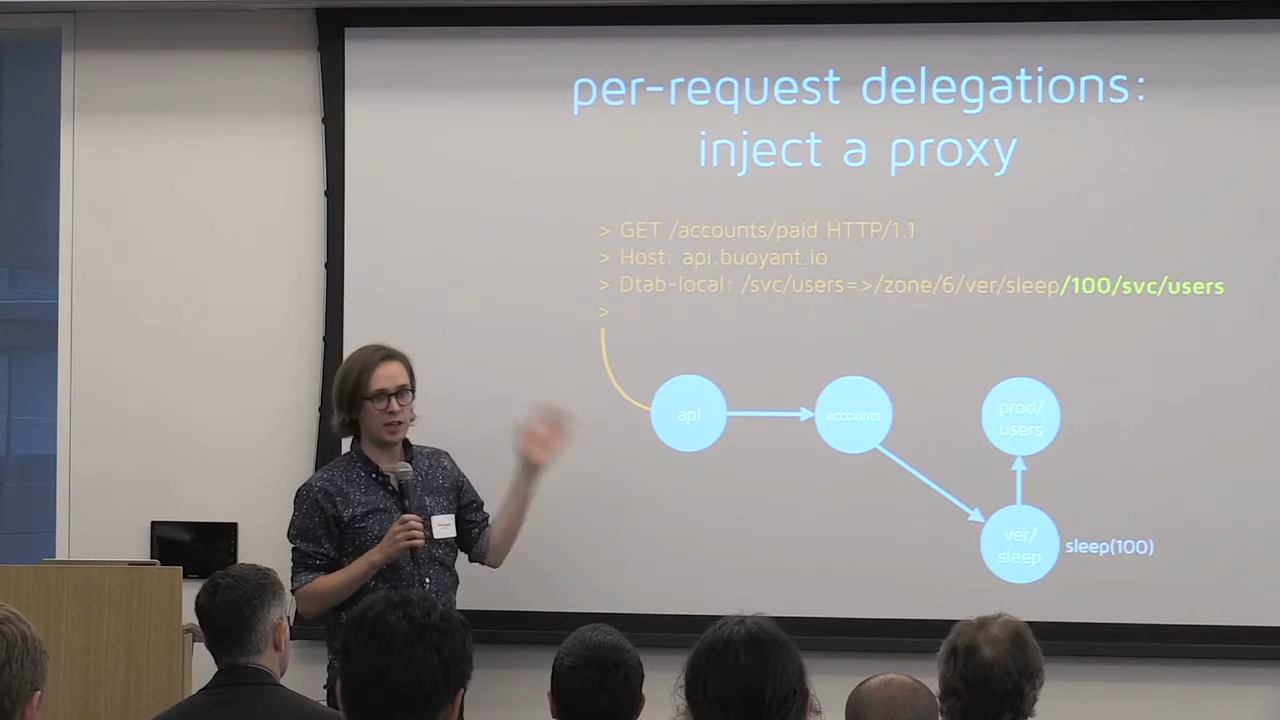 per-request delegations:
inject a proxy
> GET /accounts/paid HTTP/1.1
> Host: api.buoyant.io
> Dtab-local: /svc/users=>/zone/6/ver/sleep/100/svc/users
>
api
accounts
prod/
users
ver/
sleep
sleep(100)